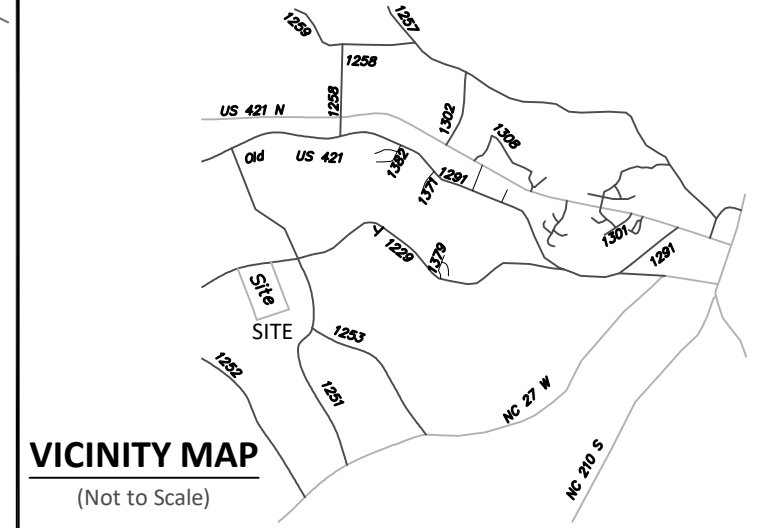 1259
1257
1258
1258
US 421 N
1302
1308
Old US 421
1382
1291
1371
1301
1229
1379
1291
Site
SITE
1253
1252
1251
NC 27 W
VICINITY MAP
(Not to Scale)
NC 210 S